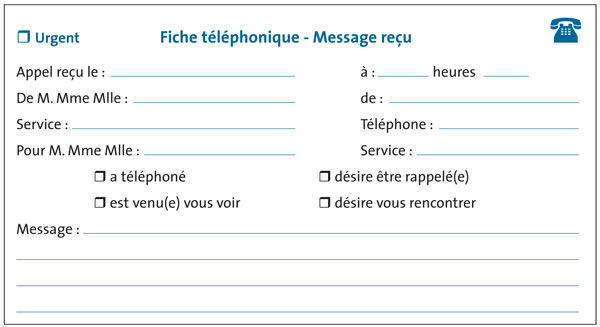 Urgent Fiche téléphonique - Message reçu
Appel reçu le : à : heures
De M. Mme Mlle : de :
Service : Téléphone :
Pour M. Mme Mlle : Service :
a téléphoné désire être rappelé(e)
est venu(e) vous voir désire vous rencontrer
Message :